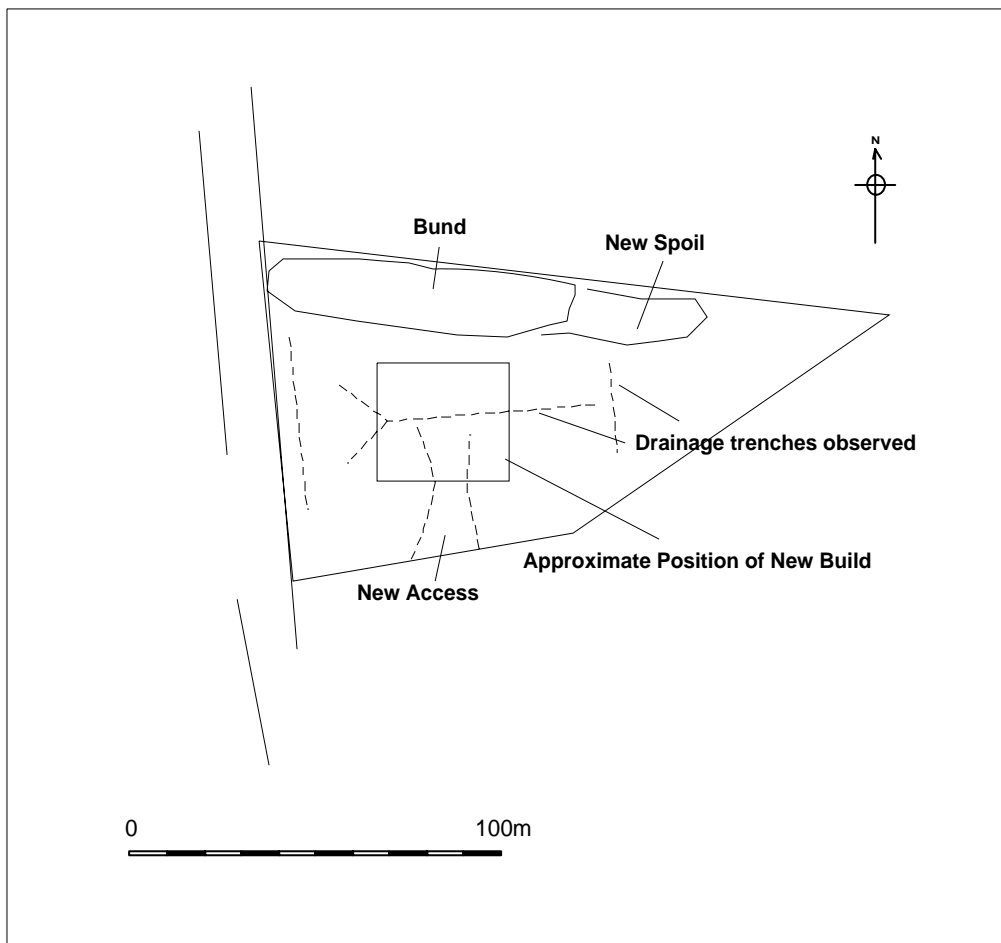 N
Bund
New Spoil
Drainage trenches observed
Approximate Position of New Build
New Access
0 100m